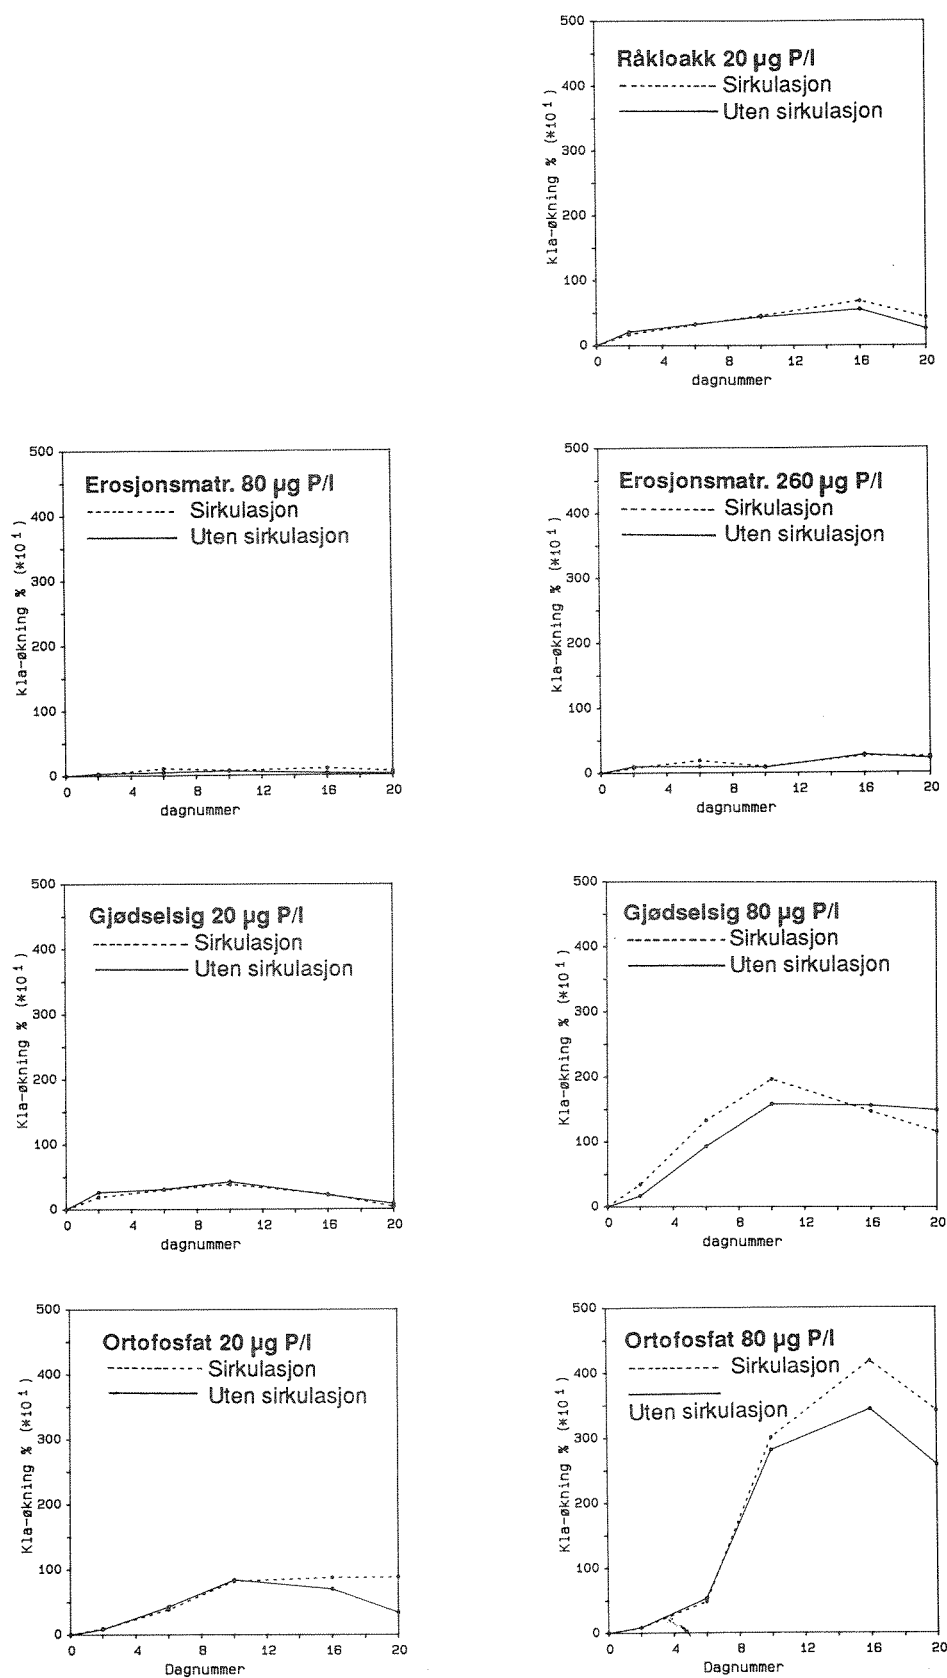 500
400
300
200
100
0
Kla-økning % (*10¹)
Råkloakk 20 µg P/l
Sirkulasjon
Uten sirkulasjon
0 4 8 12 16 20
dagnummer
500
400
300
200
100
0
Kla-økning % (*10¹)
Erosjonsmatr. 80 µg P/l
Sirkulasjon
Uten sirkulasjon
0 4 8 12 16 20
dagnummer
500
400
300
200
100
0
Kla-økning % (*10¹)
Erosjonsmatr. 260 µg P/l
Sirkulasjon
Uten sirkulasjon
0 4 8 12 16 20
dagnummer
500
400
300
200
100
0
Kla-økning % (*10¹)
Gjødselsig 20 µg P/l
Sirkulasjon
Uten sirkulasjon
0 4 8 12 16 20
dagnummer
500
400
300
200
100
0
Kla-økning % (*10¹)
Gjødselsig 80 µg P/l
Sirkulasjon
Uten sirkulasjon
0 4 8 12 16 20
dagnummer
500
400
300
200
100
0
Kla-økning % (*10¹)
Ortofosfat 20 µg P/l
Sirkulasjon
Uten sirkulasjon
0 4 8 12 16 20
Dagnummer
500
400
300
200
100
0
Kla-økning % (*10¹)
Ortofosfat 80 µg P/l
Sirkulasjon
Uten sirkulasjon
0 4 8 12 16 20
Dagnummer